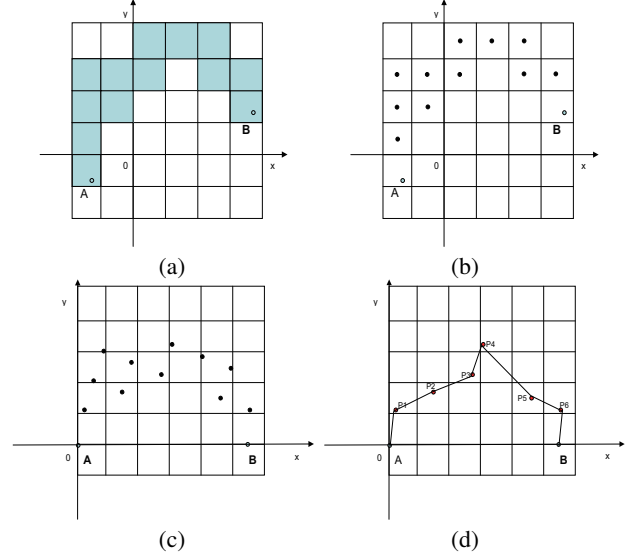 y y
B B
0 x 0 x
A A
(a) (b)
y y
P4
P3
P2
P5
P1 P6
0 A B x 0 A B x
(c) (d)